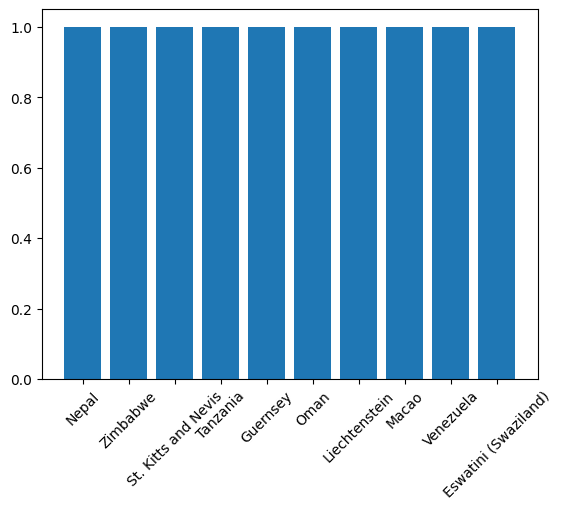 1.0
0.8
0.6
0.4
0.2
0.0
Nepal
Zimbabwe
St. Kitts and Nevis
Tanzania
Guernsey
Oman
Liechtenstein
Macao
Venezuela
Eswatini (Swaziland)